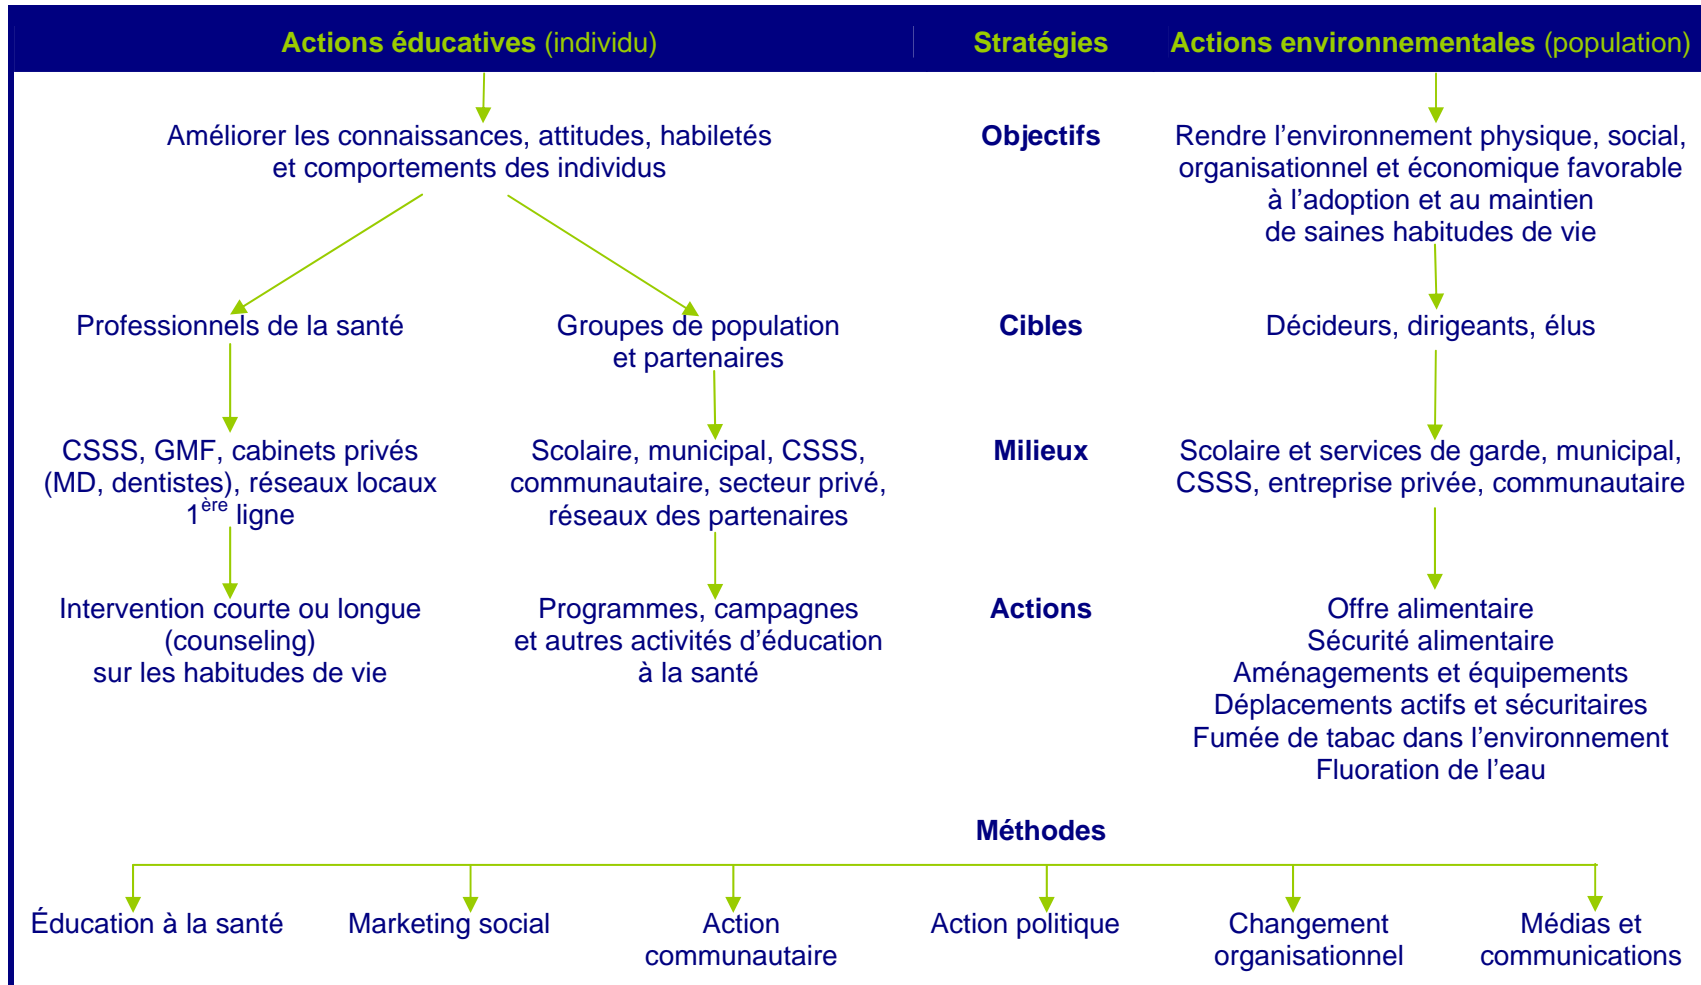 Actions éducatives (individu)
Stratégies
Actions environnementales (population)
Améliorer les connaissances, attitudes, habiletés
et comportements des individus
Objectifs
Rendre l’environnement physique, social,
organisationnel et économique favorable
à l’adoption et au maintien
de saines habitudes de vie
Professionnels de la santé
Groupes de population
et partenaires
Cibles
Décideurs, dirigeants, élus
CSSS, GMF, cabinets privés
(MD, dentistes), réseaux locaux
1ère ligne
Scolaire, municipal, CSSS,
communautaire, secteur privé,
réseaux des partenaires
Milieux
Scolaire et services de garde, municipal,
CSSS, entreprise privée, communautaire
Intervention courte ou longue
(counseling)
sur les habitudes de vie
Programmes, campagnes
et autres activités d’éducation
à la santé
Actions
Offre alimentaire
Sécurité alimentaire
Aménagements et équipements
Déplacements actifs et sécuritaires
Fumée de tabac dans l’environnement
Fluoration de l’eau
Méthodes
Éducation à la santé
Marketing social
Action
communautaire
Action politique
Changement
organisationnel
Médias et
communications